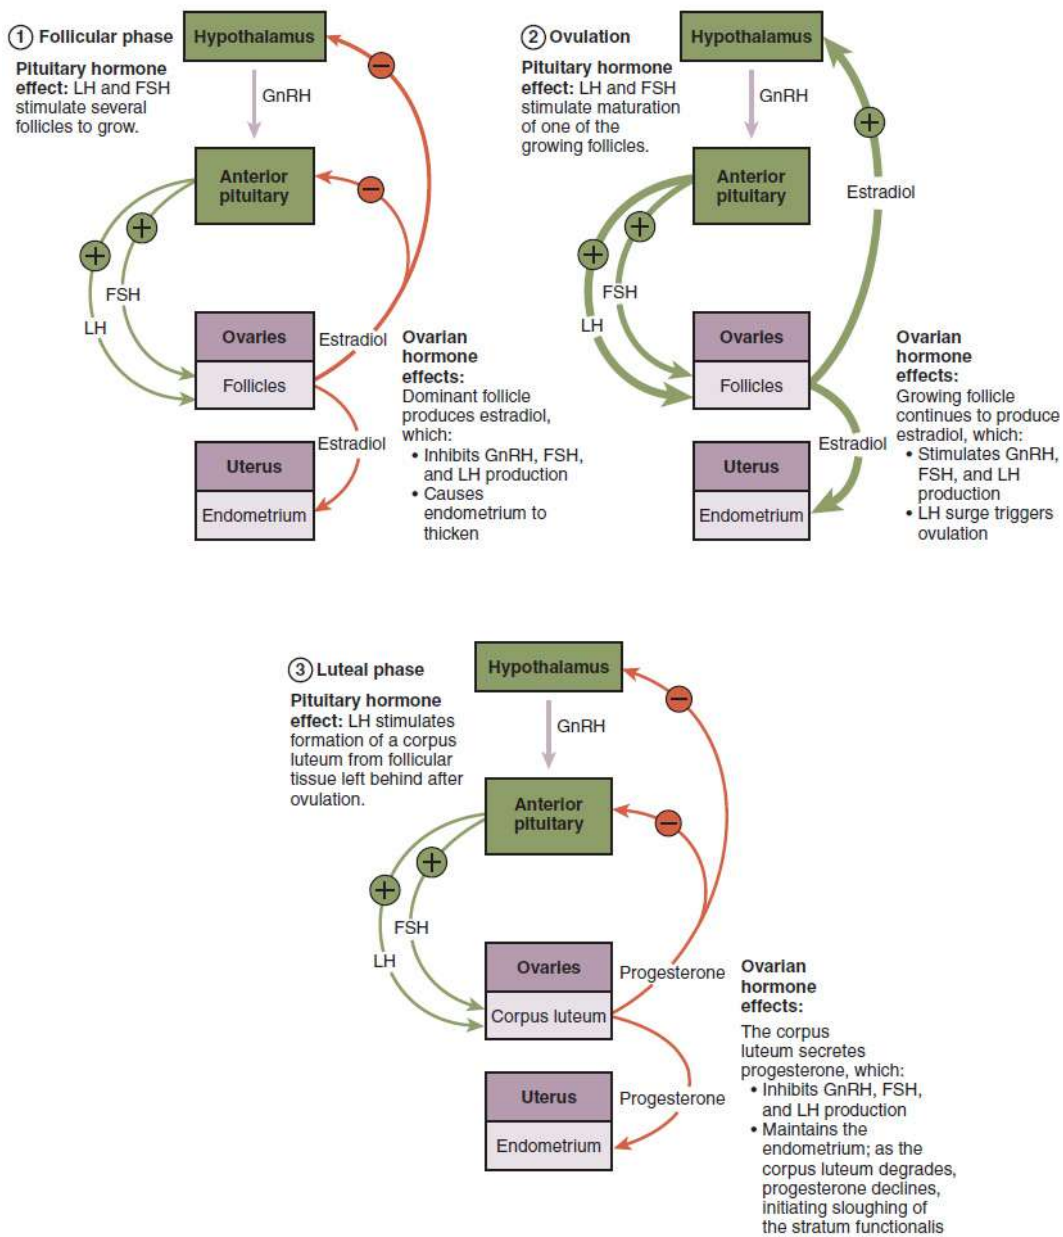 1 Follicular phase
Pituitary hormone
effect: LH and FSH
stimulate several
follicles to grow.
Hypothalamus
−
GnRH
Anterior
pituitary
−
+
+
FSH
LH
Ovaries
Follicles
Estradiol
Estradiol
Uterus
Endometrium
Ovarian
hormone
effects:
Dominant follicle
produces estradiol,
which:
• Inhibits GnRH, FSH,
and LH production
• Causes
endometrium to
thicken
2 Ovulation
Pituitary hormone
effect: LH and FSH
stimulate maturation
of one of the
growing follicles.
Hypothalamus
GnRH
+
Anterior
pituitary
Estradiol
+
+
FSH
LH
Ovaries
Follicles
Estradiol
Uterus
Endometrium
Ovarian
hormone
effects:
Growing follicle
continues to produce
estradiol, which:
• Stimulates GnRH,
FSH, and LH
production
• LH surge triggers
ovulation
3 Luteal phase
Pituitary hormone
effect: LH stimulates
formation of a corpus
luteum from follicular
tissue left behind after
ovulation.
Hypothalamus
−
GnRH
Anterior
pituitary
−
+
+
FSH
LH
Ovaries
Corpus luteum
Progesterone
Progesterone
Uterus
Endometrium
Ovarian
hormone
effects:
The corpus
luteum secretes
progesterone, which:
• Inhibits GnRH, FSH,
and LH production
• Maintains the
endometrium; as the
corpus luteum degrades,
progesterone declines,
initiating sloughing of
the stratum functionalis